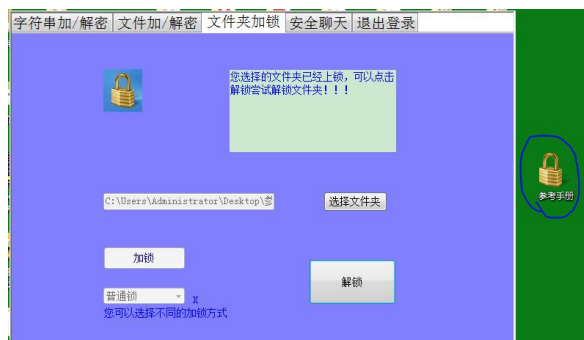 字符串加/解密 文件加/解密 文件夹加锁 安全聊天 退出登录
您选择的文件夹已经上锁，可以点击
解锁尝试解锁文件夹！！！
参考手册
C:\Users\Administrator\Desktop\参
选择文件夹
加锁
解锁
普通锁
x
您可以选择不同的加锁方式